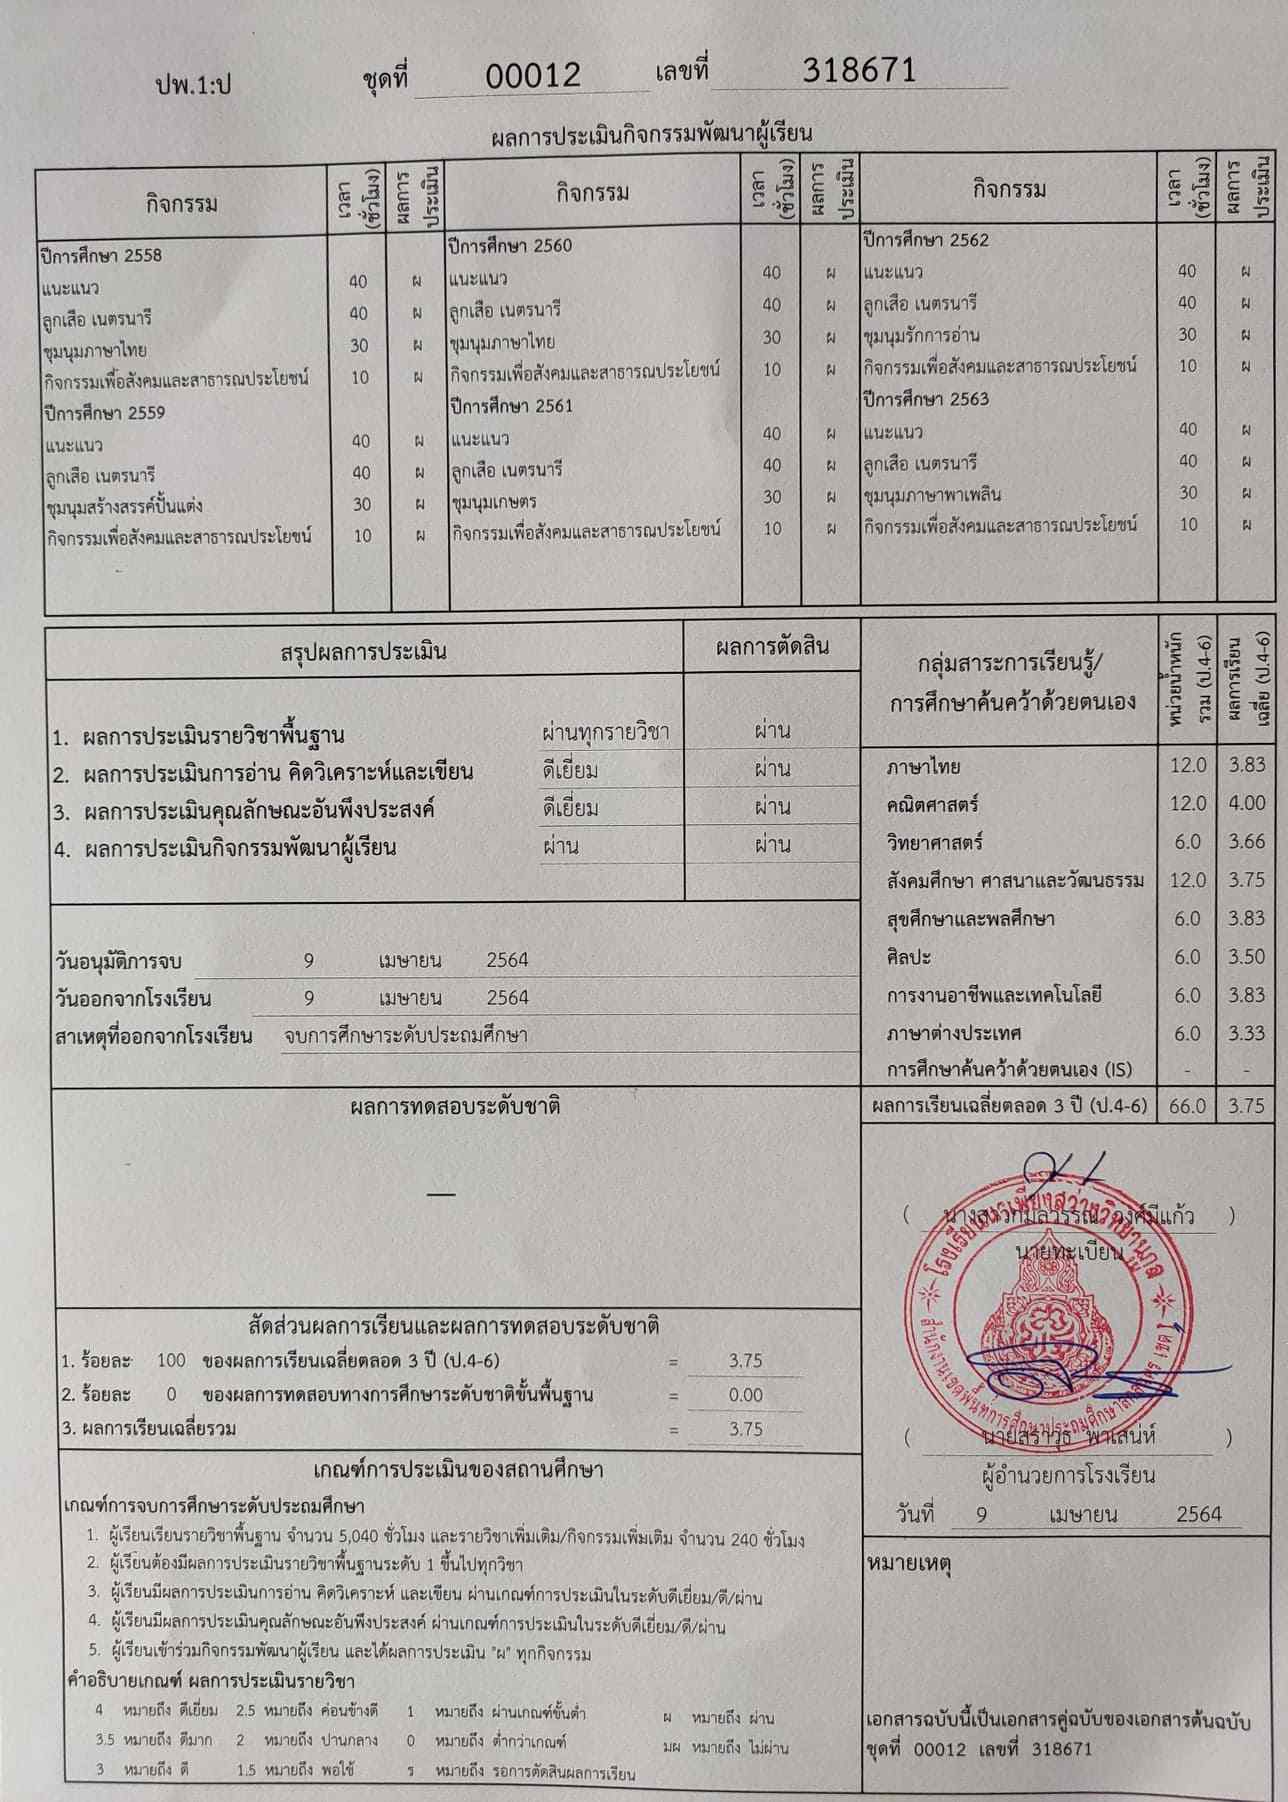 ปพ.1:ป ชุดที่ 00012 เลขที่ 318671
ผลการประเมินกิจกรรมพัฒนาผู้เรียน
กิจกรรม เวลา (ชั่วโมง) ผลการประเมิน กิจกรรม เวลา (ชั่วโมง) ผลการประเมิน กิจกรรม เวลา (ชั่วโมง) ผลการประเมิน
ปีการศึกษา 2558 ปีการศึกษา 2560 ปีการศึกษา 2562
แนะแนว 40 ผ แนะแนว 40 ผ แนะแนว 40 ผ
ลูกเสือ เนตรนารี 40 ผ ลูกเสือ เนตรนารี 40 ผ ลูกเสือ เนตรนารี 40 ผ
ชุมนุมภาษาไทย 30 ผ ชุมนุมภาษาไทย 30 ผ ชุมนุมรักการอ่าน 30 ผ
กิจกรรมเพื่อสังคมและสาธารณประโยชน์ 10 ผ กิจกรรมเพื่อสังคมและสาธารณประโยชน์ 10 ผ กิจกรรมเพื่อสังคมและสาธารณประโยชน์ 10 ผ
ปีการศึกษา 2559 ปีการศึกษา 2561 ปีการศึกษา 2563
แนะแนว 40 ผ แนะแนว 40 ผ แนะแนว 40 ผ
ลูกเสือ เนตรนารี 40 ผ ลูกเสือ เนตรนารี 40 ผ ลูกเสือ เนตรนารี 40 ผ
ชุมนุมสร้างสรรค์ปั้นแต่ง 30 ผ ชุมนุมเกษตร 30 ผ ชุมนุมภาษาพาเพลิน 30 ผ
กิจกรรมเพื่อสังคมและสาธารณประโยชน์ 10 ผ กิจกรรมเพื่อสังคมและสาธารณประโยชน์ 10 ผ กิจกรรมเพื่อสังคมและสาธารณประโยชน์ 10 ผ
สรุปผลการประเมิน ผลการตัดสิน
1. ผลการประเมินรายวิชาพื้นฐาน ผ่านทุกรายวิชา ผ่าน
2. ผลการประเมินการอ่าน คิดวิเคราะห์และเขียน ดีเยี่ยม ผ่าน
3. ผลการประเมินคุณลักษณะอันพึงประสงค์ ดีเยี่ยม ผ่าน
4. ผลการประเมินกิจกรรมพัฒนาผู้เรียน ผ่าน ผ่าน
วันอนุมัติการจบ 9 เมษายน 2564
วันออกจากโรงเรียน 9 เมษายน 2564
สาเหตุที่ออกจากโรงเรียน จบการศึกษาระดับประถมศึกษา
กลุ่มสาระการเรียนรู้/
การศึกษาค้นคว้าด้วยตนเอง
หน่วยน้ำหนัก
รวม (ป.4-6)
ผลการเรียน
เฉลี่ย (ป.4-6)
ภาษาไทย 12.0 3.83
คณิตศาสตร์ 12.0 4.00
วิทยาศาสตร์ 6.0 3.66
สังคมศึกษา ศาสนาและวัฒนธรรม 12.0 3.75
สุขศึกษาและพลศึกษา 6.0 3.83
ศิลปะ 6.0 3.50
การงานอาชีพและเทคโนโลยี 6.0 3.83
ภาษาต่างประเทศ 6.0 3.33
การศึกษาค้นคว้าด้วยตนเอง (IS) - -
ผลการเรียนเฉลี่ยตลอด 3 ปี (ป.4-6) 66.0 3.75
ผลการทดสอบระดับชาติ
—
สัดส่วนผลการเรียนและผลการทดสอบระดับชาติ
1. ร้อยละ 100 ของผลการเรียนเฉลี่ยตลอด 3 ปี (ป.4-6) = 3.75
2. ร้อยละ 0 ของผลการทดสอบทางการศึกษาระดับชาติขั้นพื้นฐาน = 0.00
3. ผลการเรียนเฉลี่ยรวม = 3.75
เกณฑ์การประเมินของสถานศึกษา
เกณฑ์การจบการศึกษาระดับประถมศึกษา
1. ผู้เรียนเรียนรายวิชาพื้นฐาน จำนวน 5,040 ชั่วโมง และรายวิชาเพิ่มเติม/กิจกรรมเพิ่มเติม จำนวน 240 ชั่วโมง
2. ผู้เรียนต้องมีผลการประเมินรายวิชาพื้นฐานระดับ 1 ขึ้นไปทุกวิชา
3. ผู้เรียนมีผลการประเมินการอ่าน คิดวิเคราะห์ และเขียน ผ่านเกณฑ์การประเมินในระดับดีเยี่ยม/ดี/ผ่าน
4. ผู้เรียนมีผลการประเมินคุณลักษณะอันพึงประสงค์ ผ่านเกณฑ์การประเมินในระดับดีเยี่ยม/ดี/ผ่าน
5. ผู้เรียนเข้าร่วมกิจกรรมพัฒนาผู้เรียน และได้ผลการประเมิน "ผ" ทุกกิจกรรม
คำอธิบายเกณฑ์ ผลการประเมินรายวิชา
4 หมายถึง ดีเยี่ยม 2.5 หมายถึง ค่อนข้างดี 1 หมายถึง ผ่านเกณฑ์ขั้นต่ำ ผ หมายถึง ผ่าน
3.5 หมายถึง ดีมาก 2 หมายถึง ปานกลาง 0 หมายถึง ต่ำกว่าเกณฑ์ มผ หมายถึง ไม่ผ่าน
3 หมายถึง ดี 1.5 หมายถึง พอใช้ ร หมายถึง รอการตัดสินผลการเรียน
( นางสาวกมลวรรณ วงศ์มีแก้ว )
นายทะเบียน
( นายสราวุธ พาเสน่ห์ )
ผู้อำนวยการโรงเรียน
วันที่ 9 เมษายน 2564
หมายเหตุ
เอกสารฉบับนี้เป็นเอกสารคู่ฉบับของเอกสารต้นฉบับ
ชุดที่ 00012 เลขที่ 318671